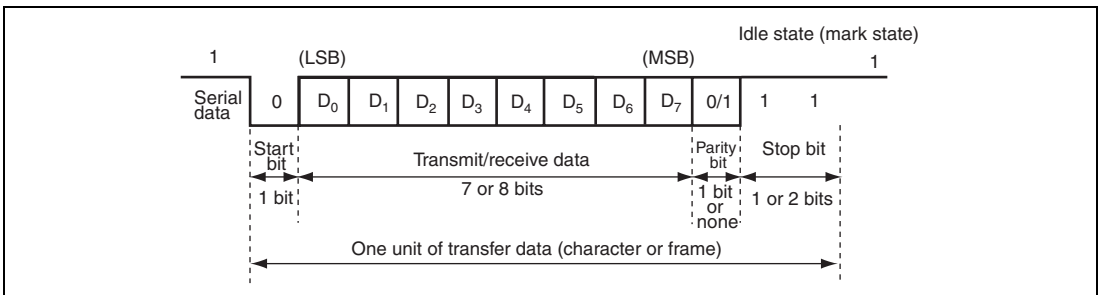 Idle state (mark state)
1 (LSB) (MSB) 1
Serial data 0 D0 D1 D2 D3 D4 D5 D6 D7 0/1 1 1
Start bit
Transmit/receive data
Parity bit
Stop bit
1 bit
7 or 8 bits
1 bit or none
1 or 2 bits
One unit of transfer data (character or frame)